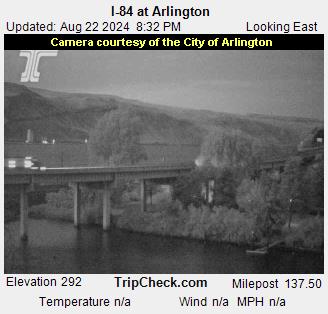 I-84 at Arlington
Updated: Aug 22 2024 8:32 PM Looking East
Camera courtesy of the City of Arlington
Elevation 292 TripCheck.com Milepost 137.50
Temperature n/a Wind n/a MPH n/a